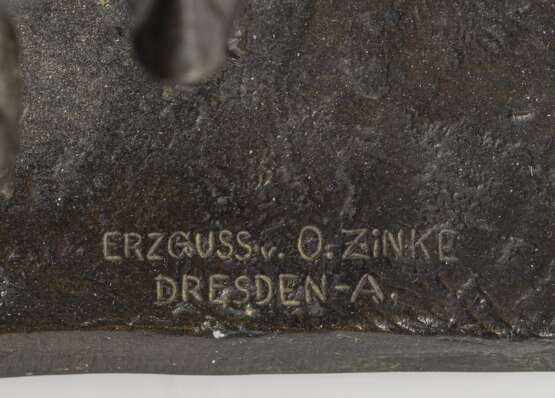 ERZGUSS v. O. ZiNKE
DRESDEN-A.